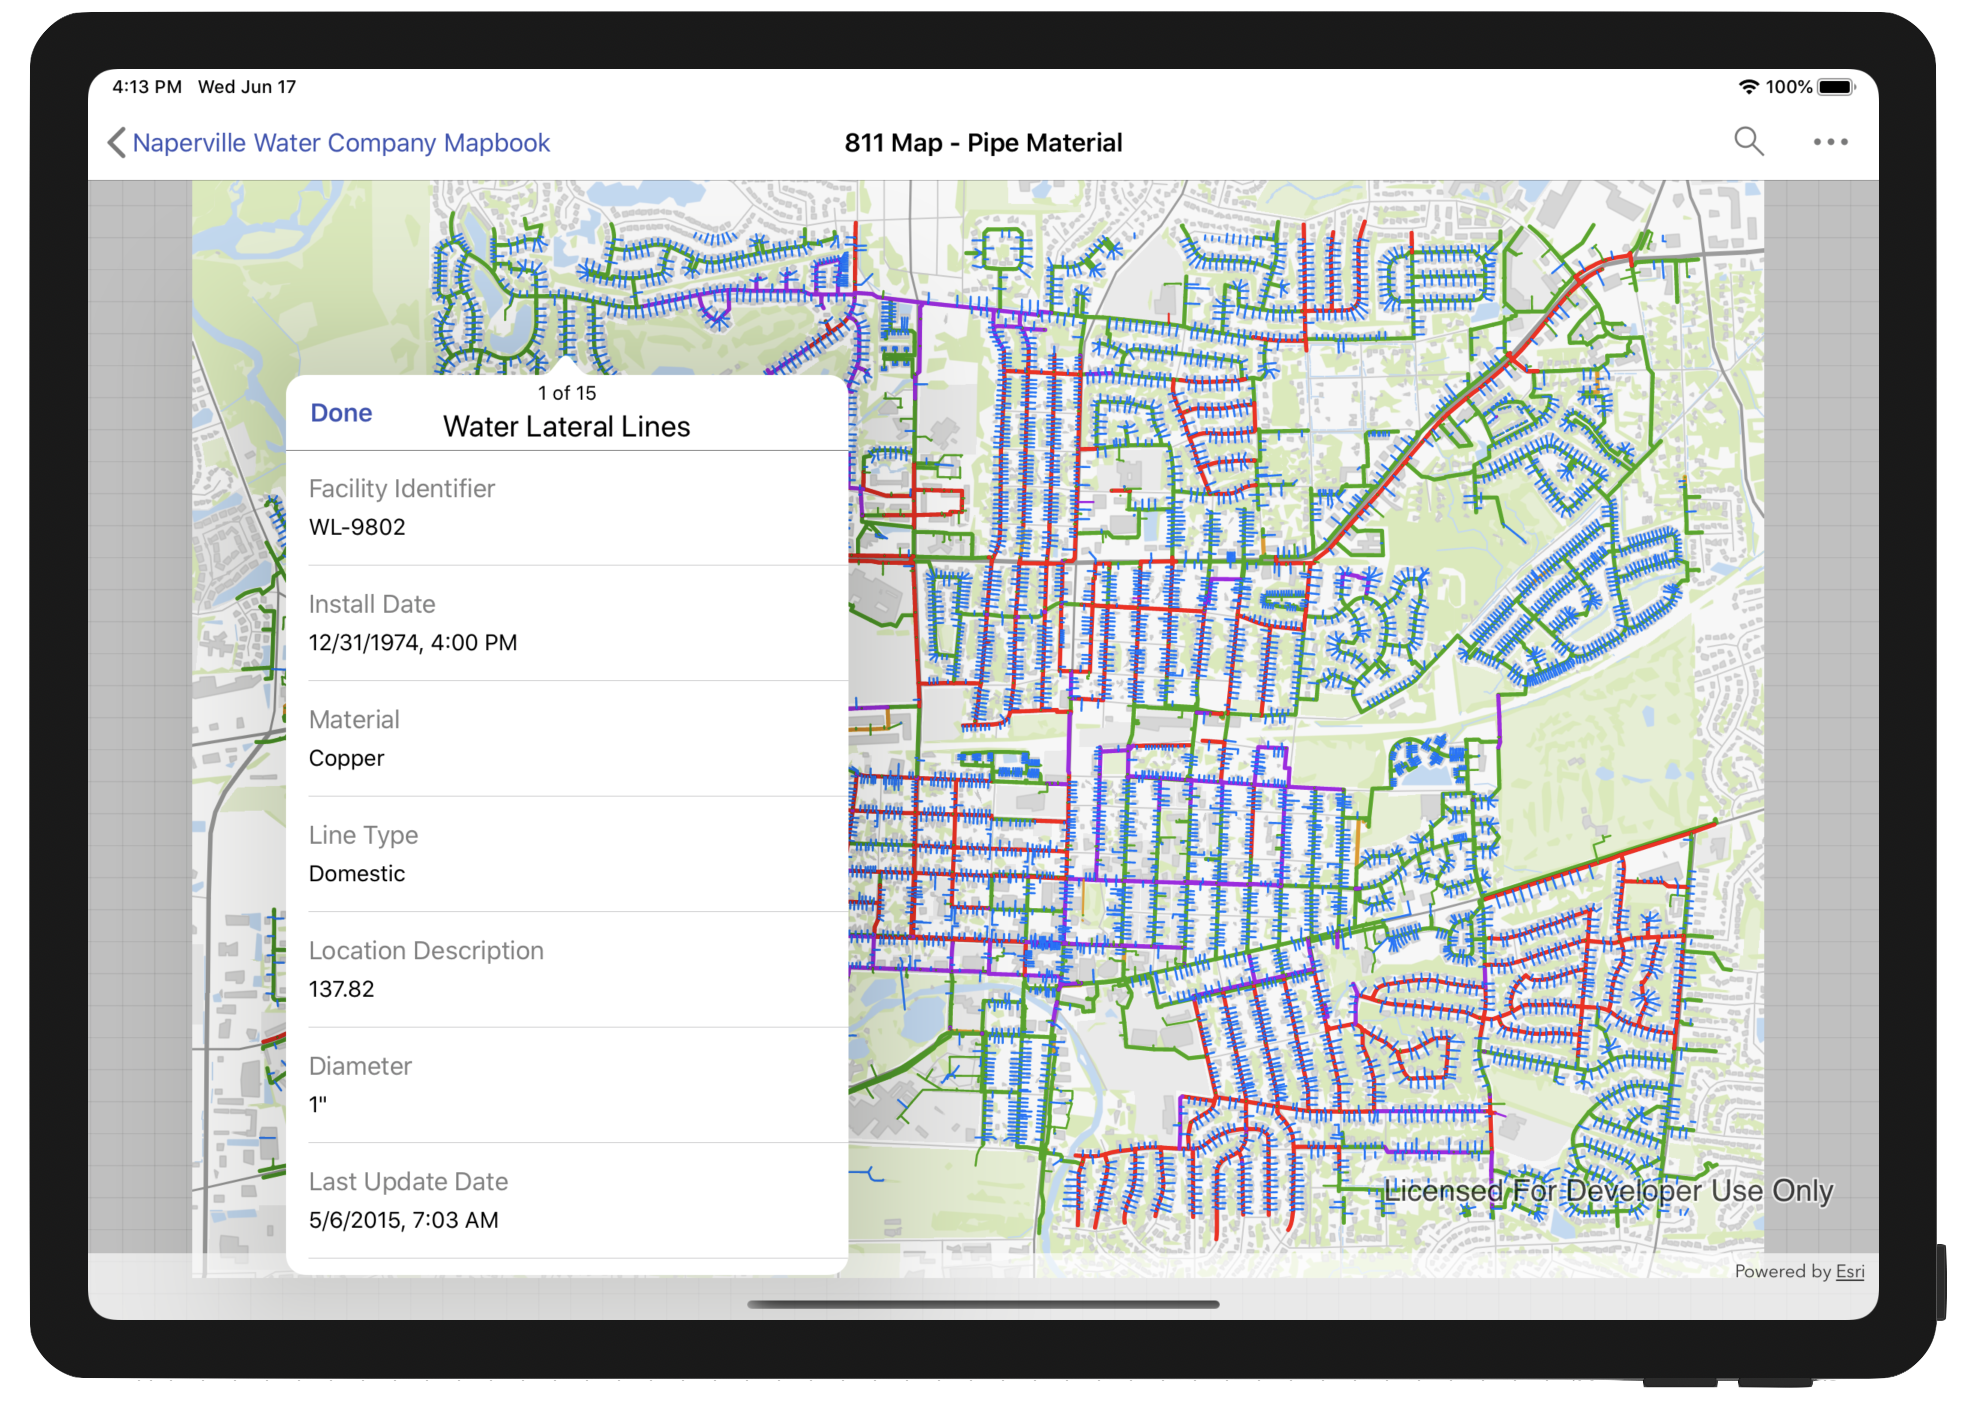 4:13 PM Wed Jun 17
100%
Naperville Water Company Mapbook
811 Map - Pipe Material
1 of 15
Done
Water Lateral Lines
Facility Identifier
WL-9802
Install Date
12/31/1974, 4:00 PM
Material
Copper
Line Type
Domestic
Location Description
137.82
Diameter
1"
Last Update Date
5/6/2015, 7:03 AM
Licensed For Developer Use Only
Powered by Esri